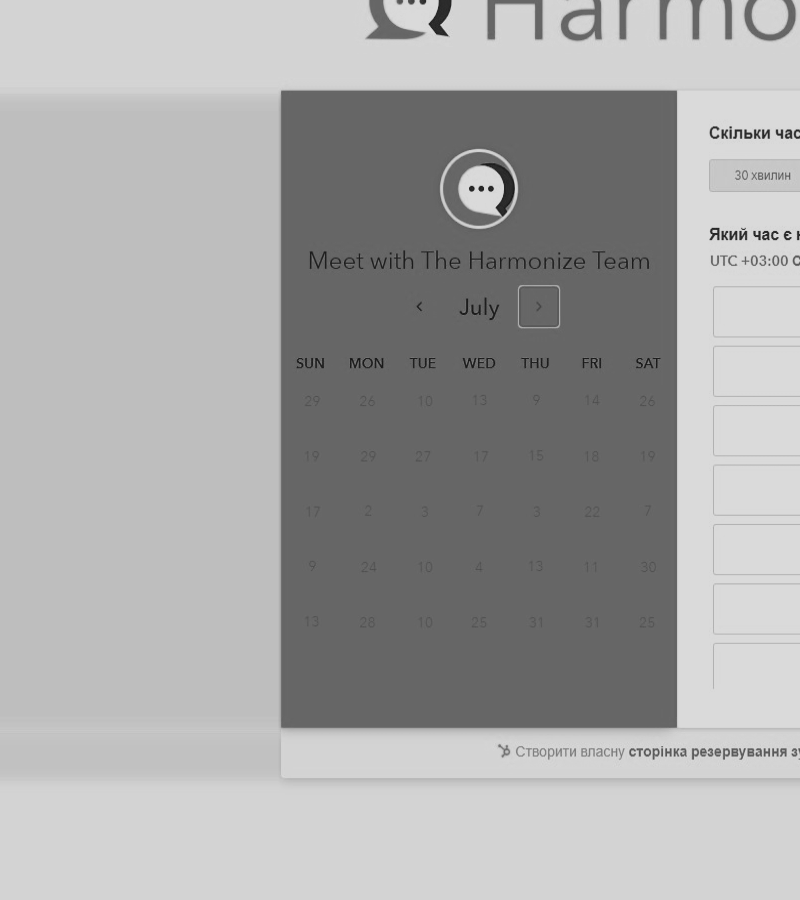 Harmo
Meet with The Harmonize Team
July
SUN MON TUE WED THU FRI SAT
29 26 10 13 9 14 26
19 29 27 17 15 18 19
17 2 3 7 3 22 7
9 24 10 4 13 11 30
13 28 10 25 31 31 25
Скільки час
30 хвилин
Який час є
UTC +03:00
Створити власну сторінка резервування